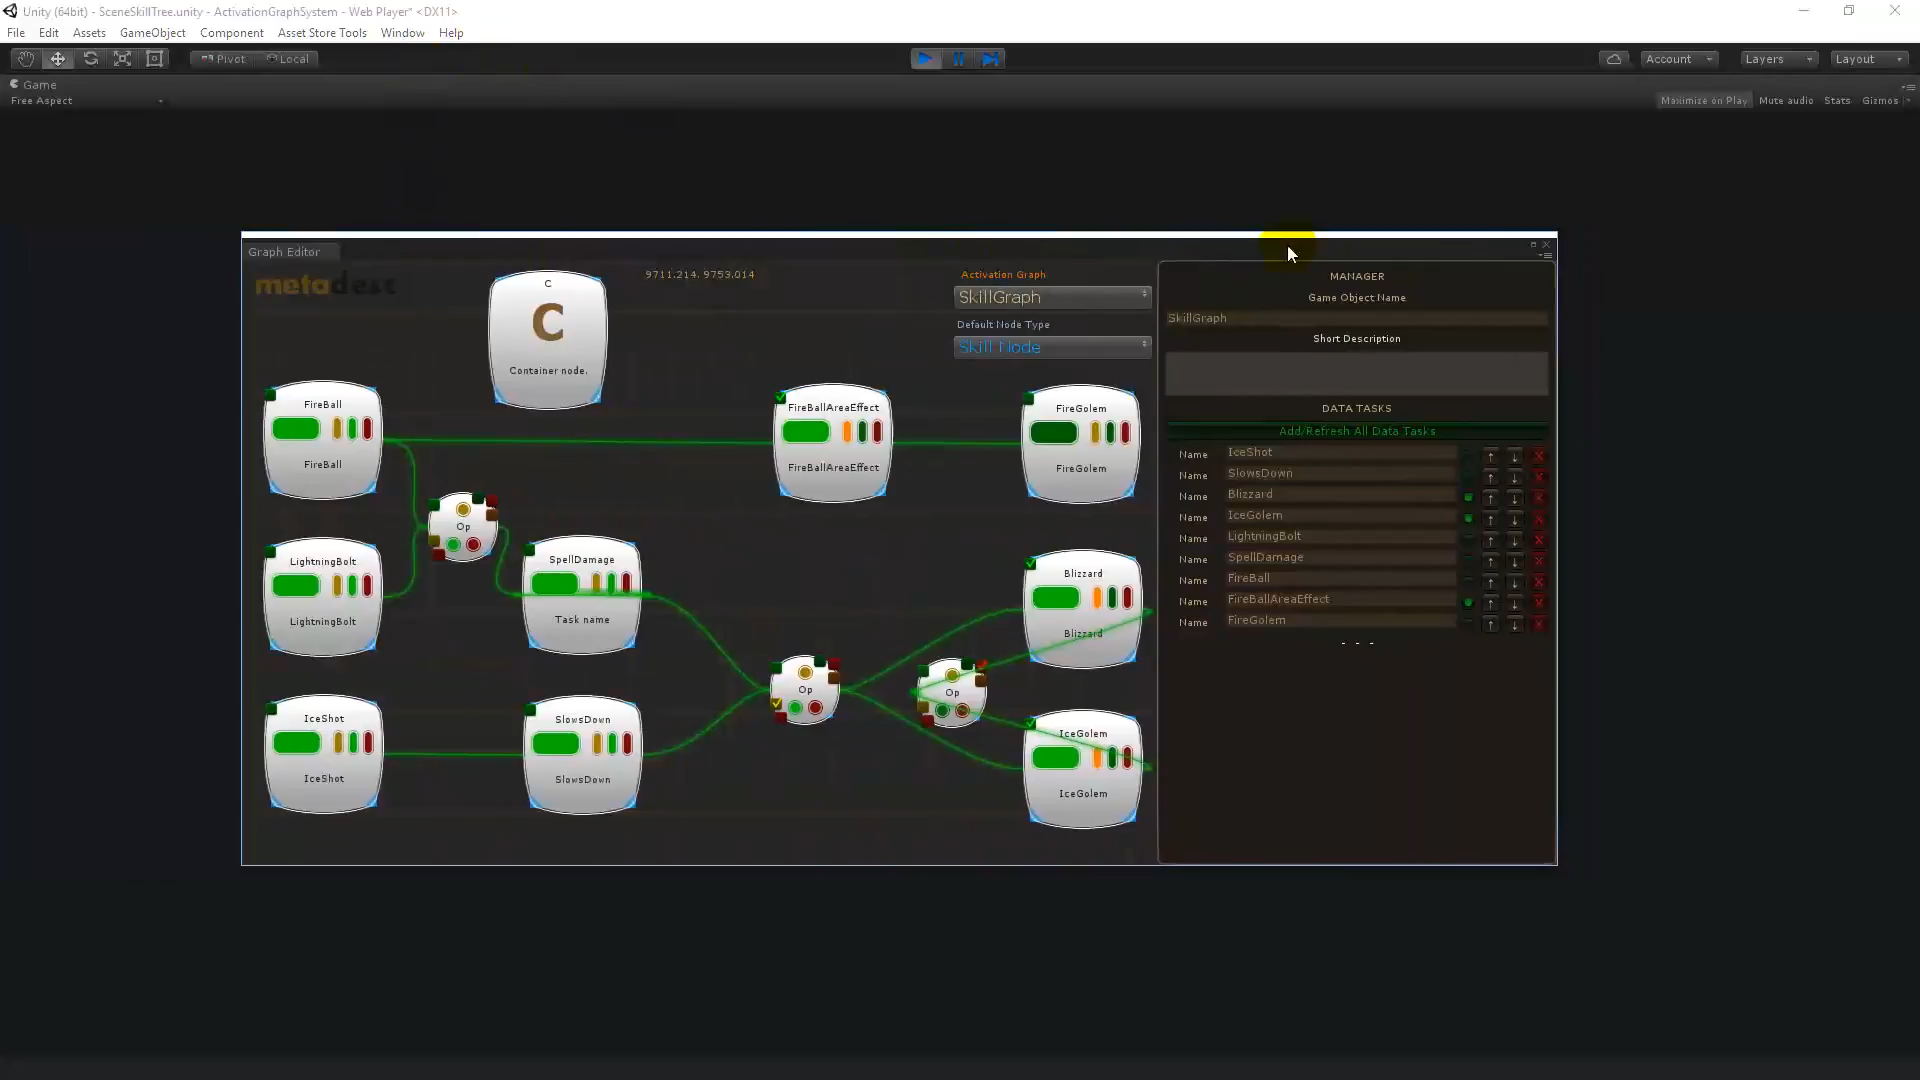 Unity (64bit) - SceneSkillTree.unity - ActivationGraphSystem - Web Player* <DX11>
File Edit Assets GameObject Component Asset Store Tools Window Help
Pivot Local Account Layers Layout
Game
Free Aspect Maximize on Play Mute audio Stats Gizmos
Graph Editor
metadesc
9711.214. 9753.014
Activation Graph
SkillGraph
Default Node Type
Skill Node
C
C
Container node.
FireBall
FireBall
FireBallAreaEffect
FireBallAreaEffect
FireGolem
FireGolem
Op
LightningBolt
LightningBolt
SpellDamage
Task name
Blizzard
Blizzard
Op
Op
IceShot
IceShot
SlowsDown
SlowsDown
IceGolem
IceGolem
MANAGER
Game Object Name
SkillGraph
Short Description
DATA TASKS
Add/Refresh All Data Tasks
Name IceShot ↑ ↓ X
Name SlowsDown ↑ ↓ X
Name Blizzard ↑ ↓ X
Name IceGolem ↑ ↓ X
Name LightningBolt ↑ ↓ X
Name SpellDamage ↑ ↓ X
Name FireBall ↑ ↓ X
Name FireBallAreaEffect ↑ ↓ X
Name FireGolem ↑ ↓ X
- - -